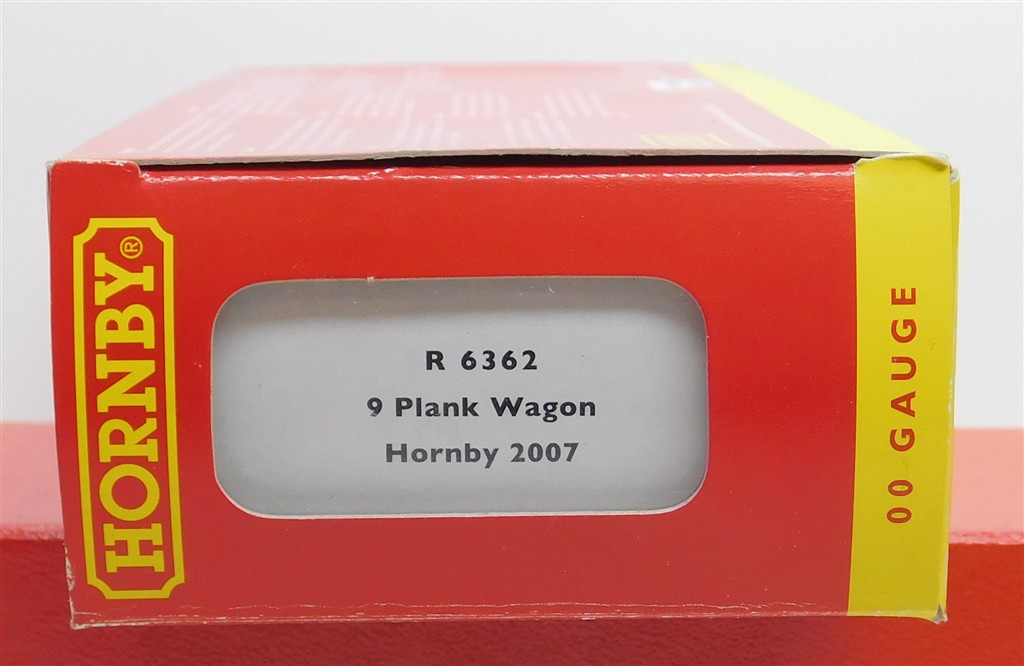 HORNBY®
R 6362
9 Plank Wagon
Hornby 2007
00 GAUGE